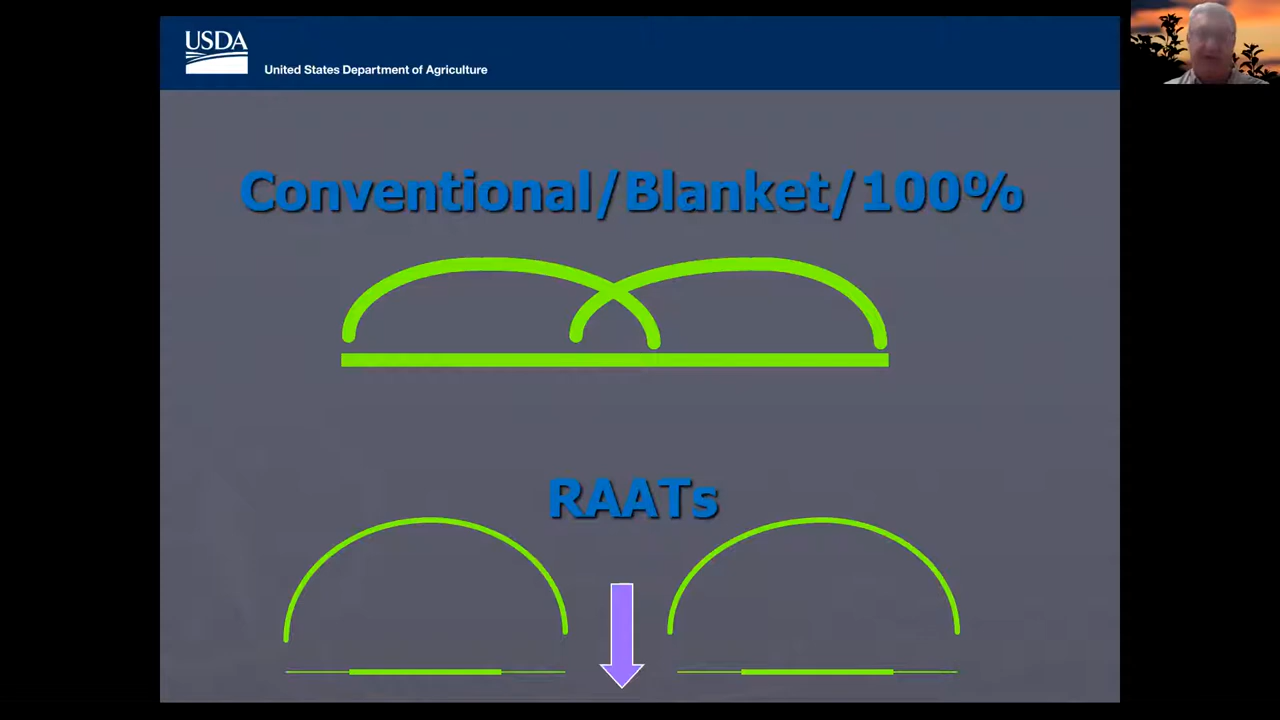 USDA
United States Department of Agriculture
Conventional/Blanket/100%
RAATs